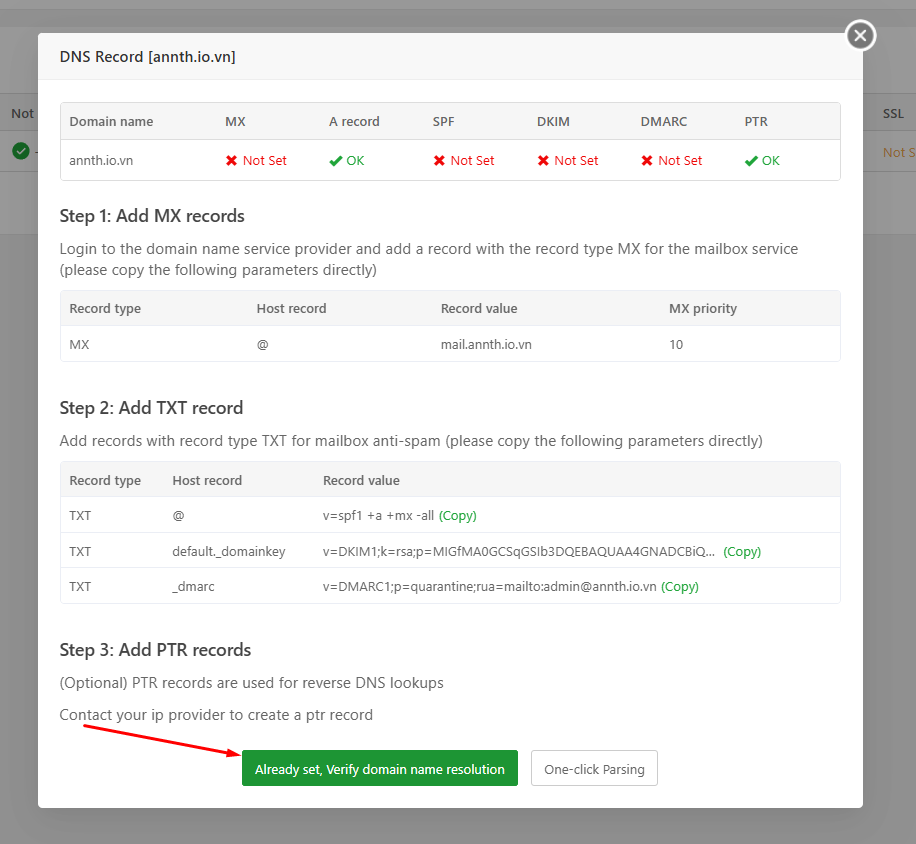 DNS Record [annth.io.vn]
Not
SSL
Domain name MX A record SPF DKIM DMARC PTR
annth.io.vn Not Set OK Not Set Not Set Not Set OK
Not S
Step 1: Add MX records
Login to the domain name service provider and add a record with the record type MX for the mailbox service
(please copy the following parameters directly)
Record type Host record Record value MX priority
MX @ mail.annth.io.vn 10
Step 2: Add TXT record
Add records with record type TXT for mailbox anti-spam (please copy the following parameters directly)
Record type Host record Record value
TXT @ v=spf1 +a +mx -all (Copy)
TXT default._domainkey v=DKIM1;k=rsa;p=MIGfMA0GCSqGSIb3DQEBAQUAA4GNADCBiQ... (Copy)
TXT _dmarc v=DMARC1;p=quarantine;rua=mailto:admin@annth.io.vn (Copy)
Step 3: Add PTR records
(Optional) PTR records are used for reverse DNS lookups
Contact your ip provider to create a ptr record
Already set, Verify domain name resolution One-click Parsing